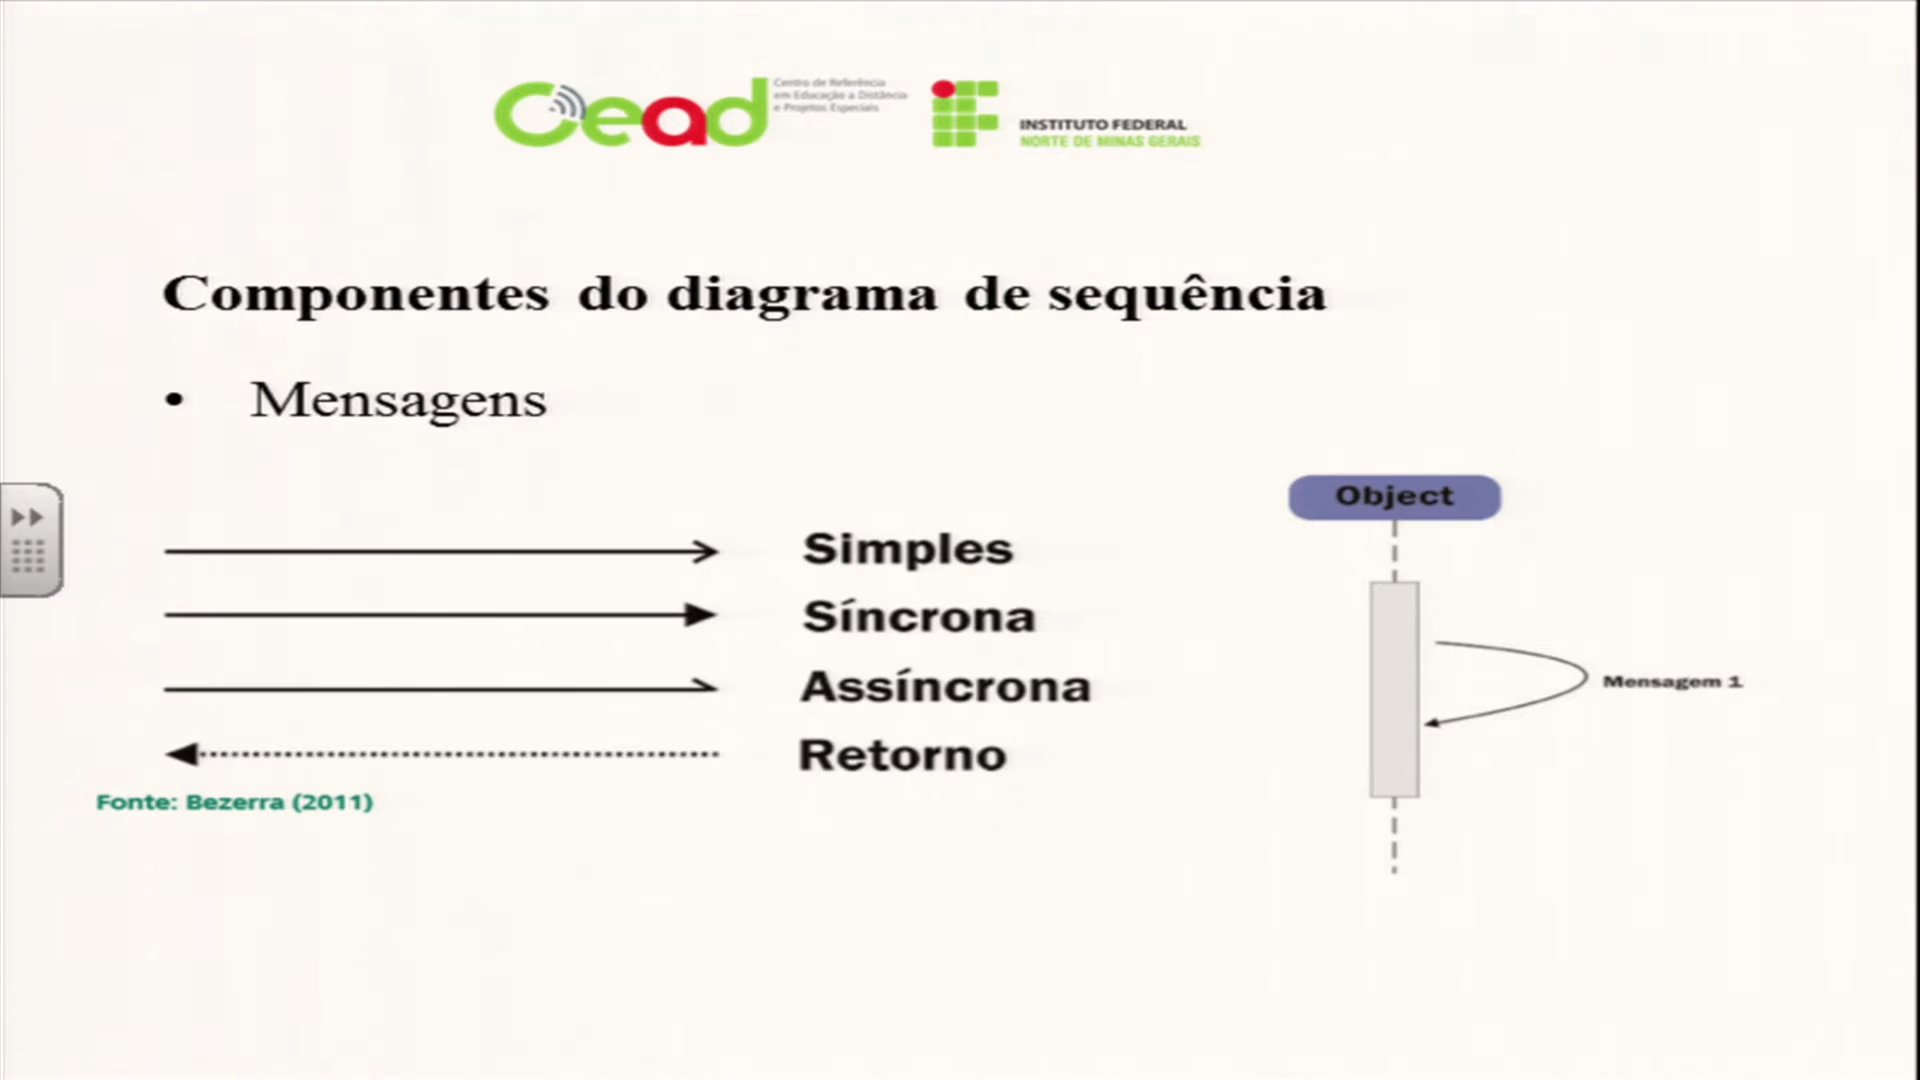 cead
Centro de Referência
em Educação a Distância
e Projetos Especiais
INSTITUTO FEDERAL
NORTE DE MINAS GERAIS
Componentes do diagrama de sequência
• Mensagens
Simples
Síncrona
Assíncrona
Retorno
Fonte: Bezerra (2011)
Object
Mensagem 1